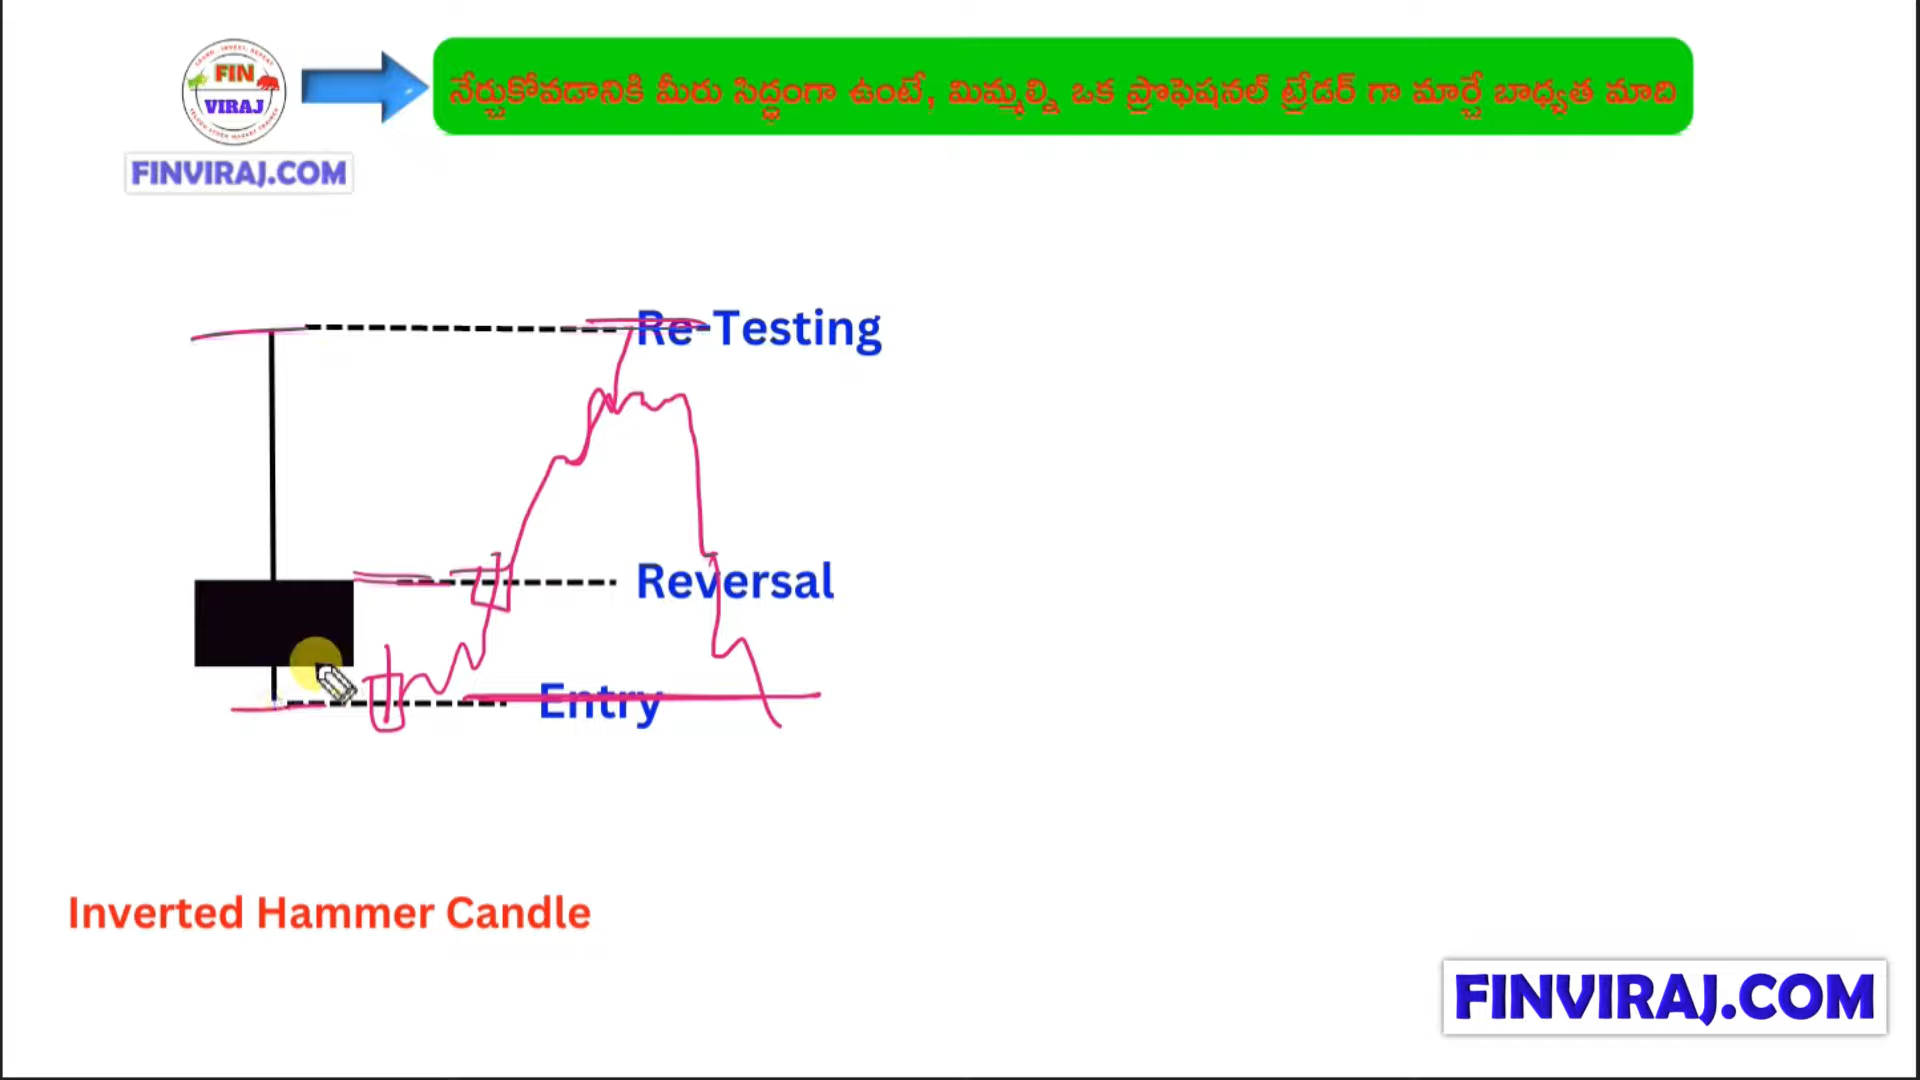 FIN
VIRAJ
నేర్చుకోవడానికి మీరు సిద్ధంగా ఉంటే, మిమ్మల్ని ఒక ప్రొఫెషనల్ ట్రేడర్ గా మార్చే బాధ్యత మాది
FINVIRAJ.COM
Re-Testing
Reversal
Entry
Inverted Hammer Candle
FINVIRAJ.COM